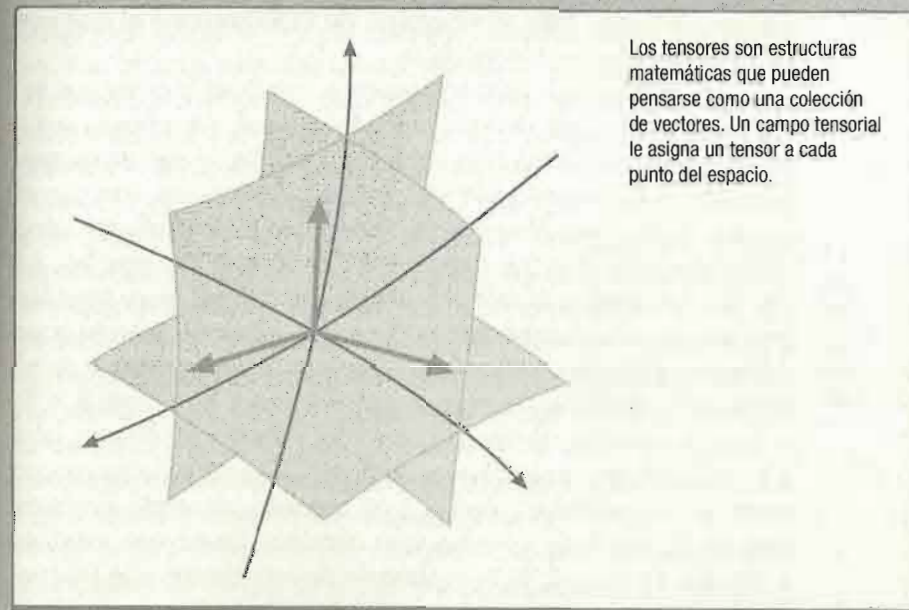 Los tensores son estructuras
matemáticas que pueden
pensarse como una colección
de vectores. Un campo tensorial
le asigna un tensor a cada
punto del espacio.